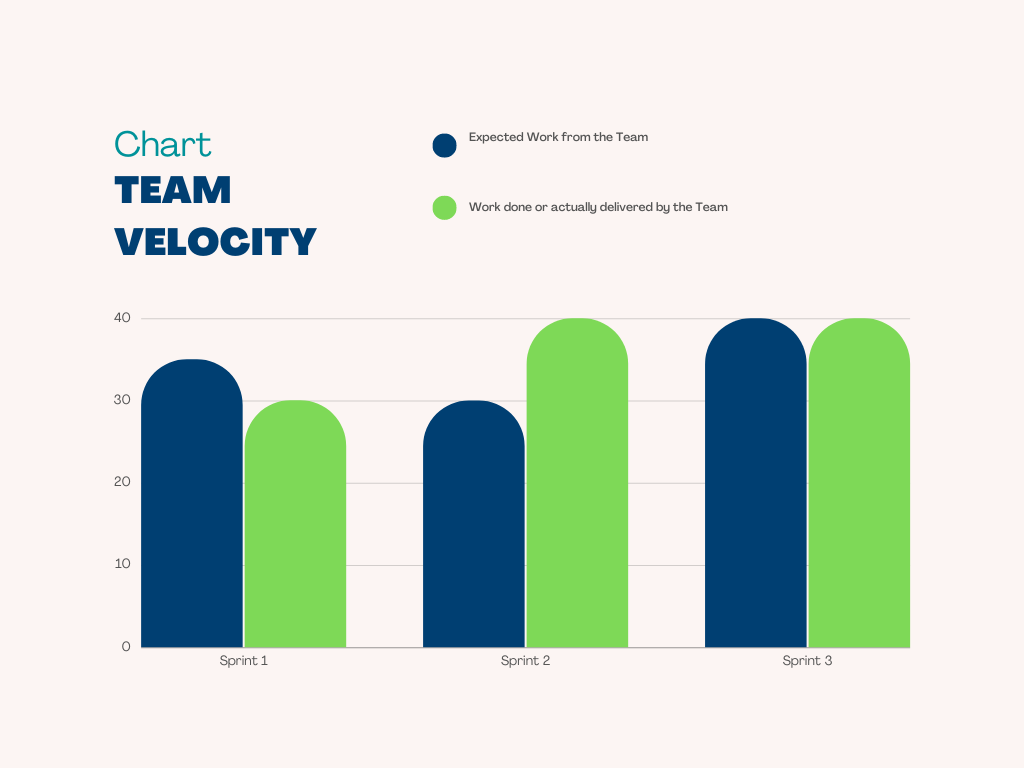 Chart
TEAM
VELOCITY
Expected Work from the Team
Work done or actually delivered by the Team
40
30
20
10
0
Sprint 1
Sprint 2
Sprint 3